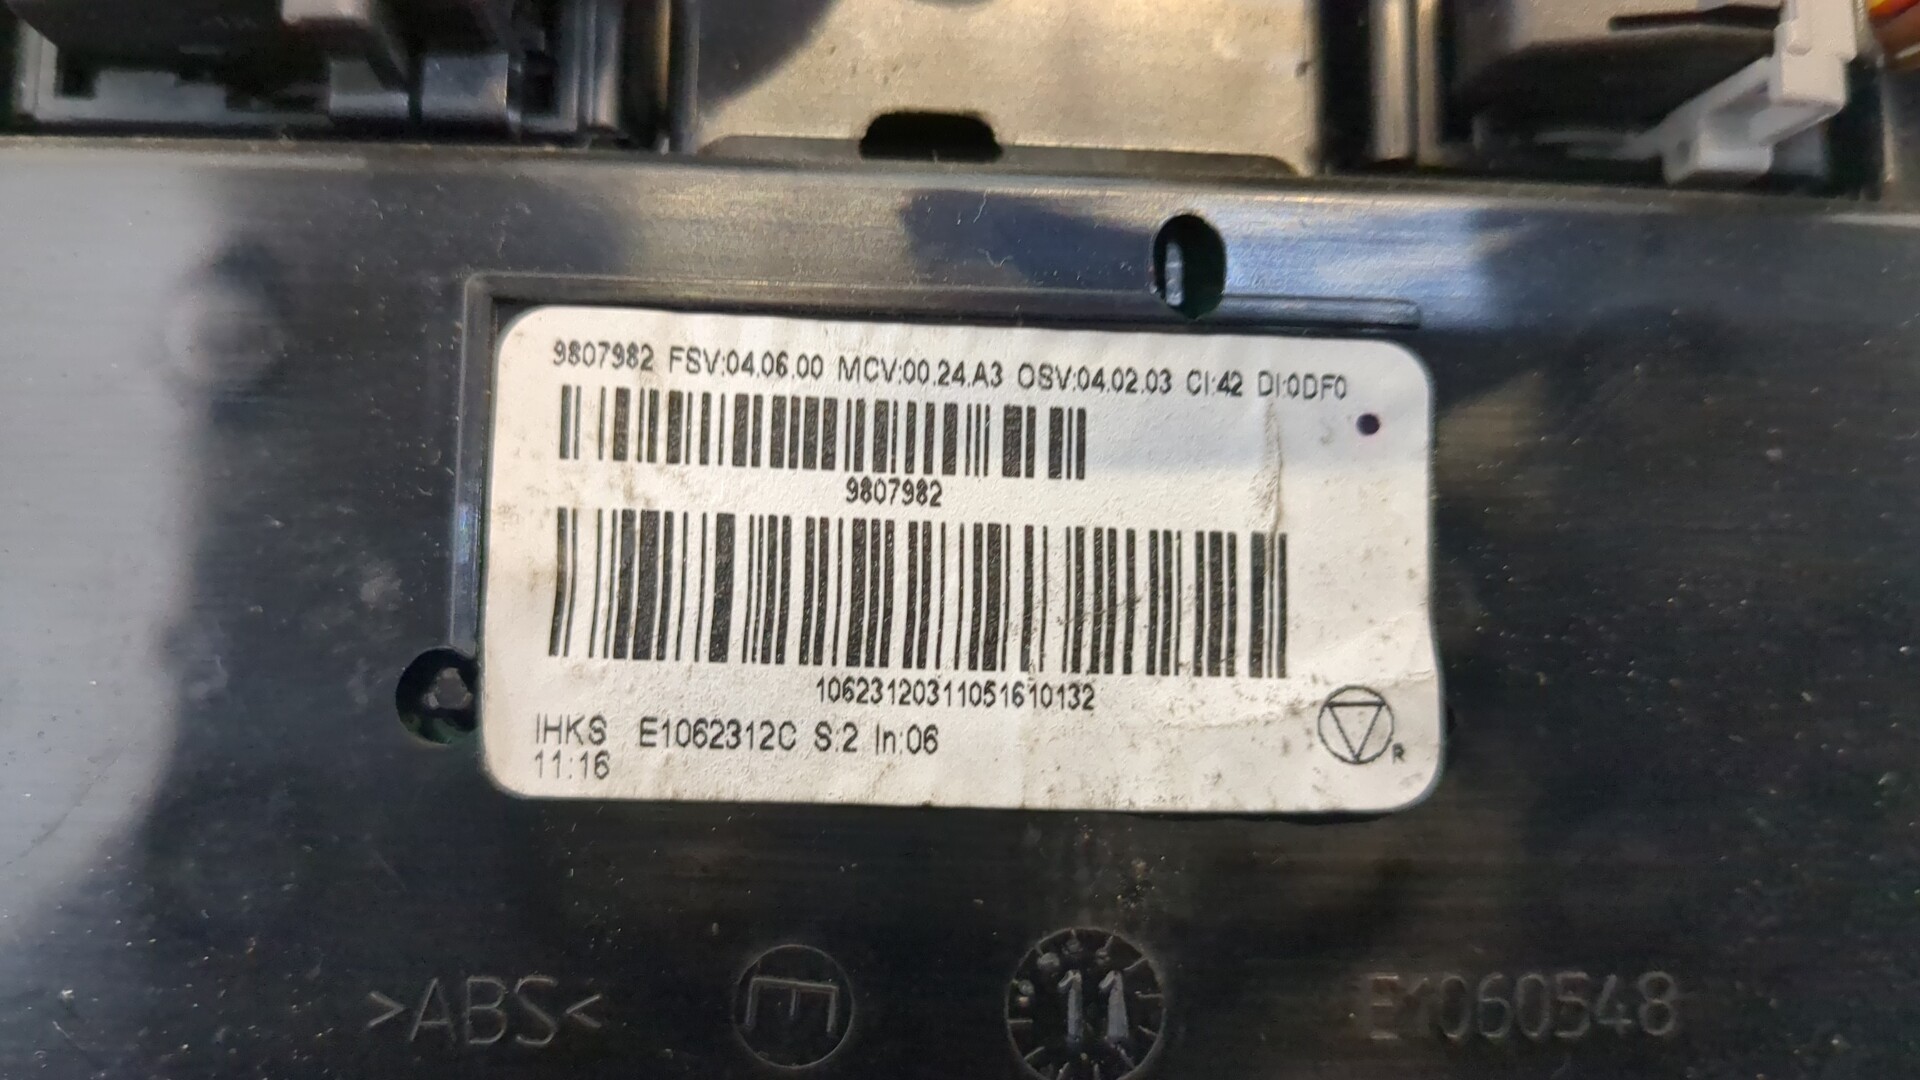 9807982 FSV:04.06.00 MCV:00.24.A3 OSV:04.02.03 CI:42 DI:0DF0
9807982
10623120311051610132
IHKS E1062312C S:2 In:06
11:16
R
>ABS< E 11 E1060548